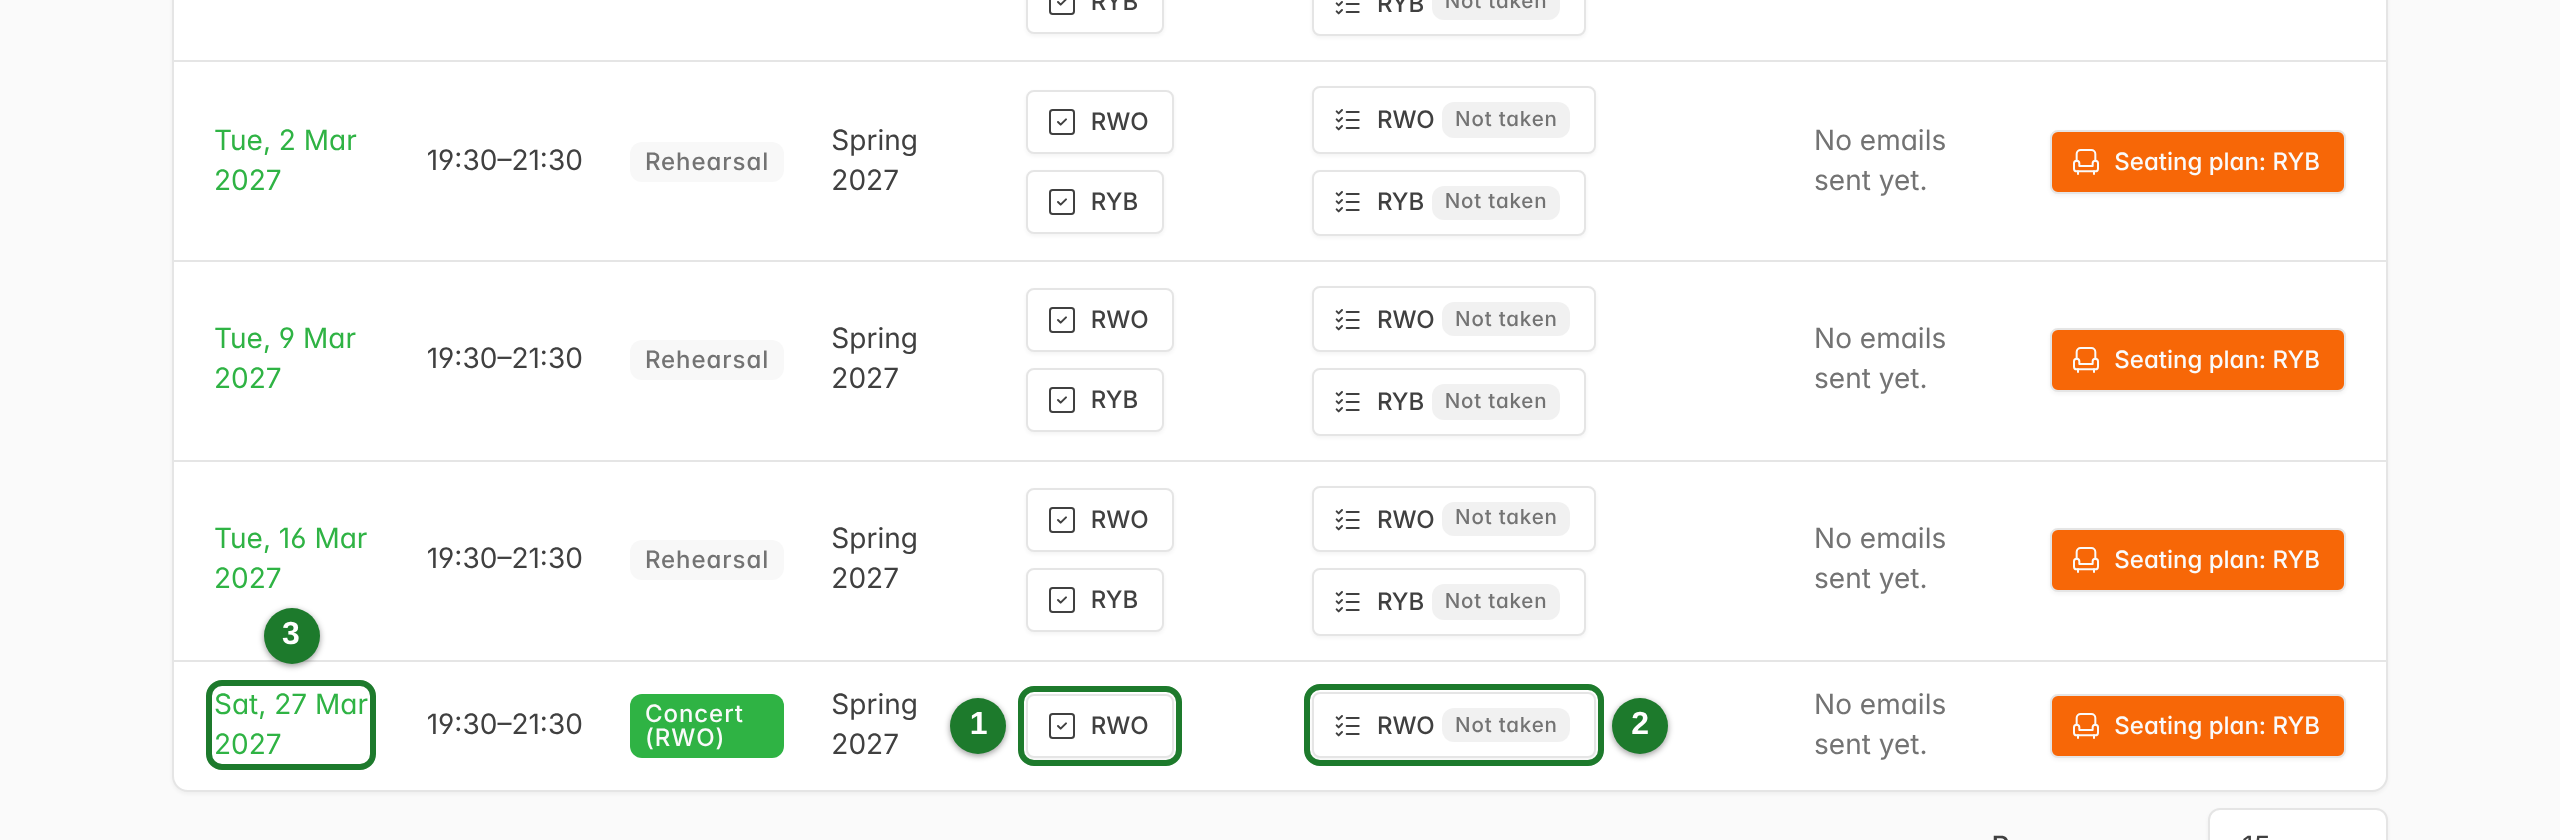 RYB
RYB Not taken
Tue, 2 Mar
2027
19:30–21:30
Rehearsal
Spring
2027
RWO
RYB
RWO Not taken
RYB Not taken
No emails
sent yet.
Seating plan: RYB
Tue, 9 Mar
2027
19:30–21:30
Rehearsal
Spring
2027
RWO
RYB
RWO Not taken
RYB Not taken
No emails
sent yet.
Seating plan: RYB
Tue, 16 Mar
2027
19:30–21:30
Rehearsal
Spring
2027
RWO
RYB
RWO Not taken
RYB Not taken
No emails
sent yet.
Seating plan: RYB
3
Sat, 27 Mar
2027
19:30–21:30
Concert
(RWO)
Spring
2027
1
RWO
RWO Not taken
2
No emails
sent yet.
Seating plan: RYB